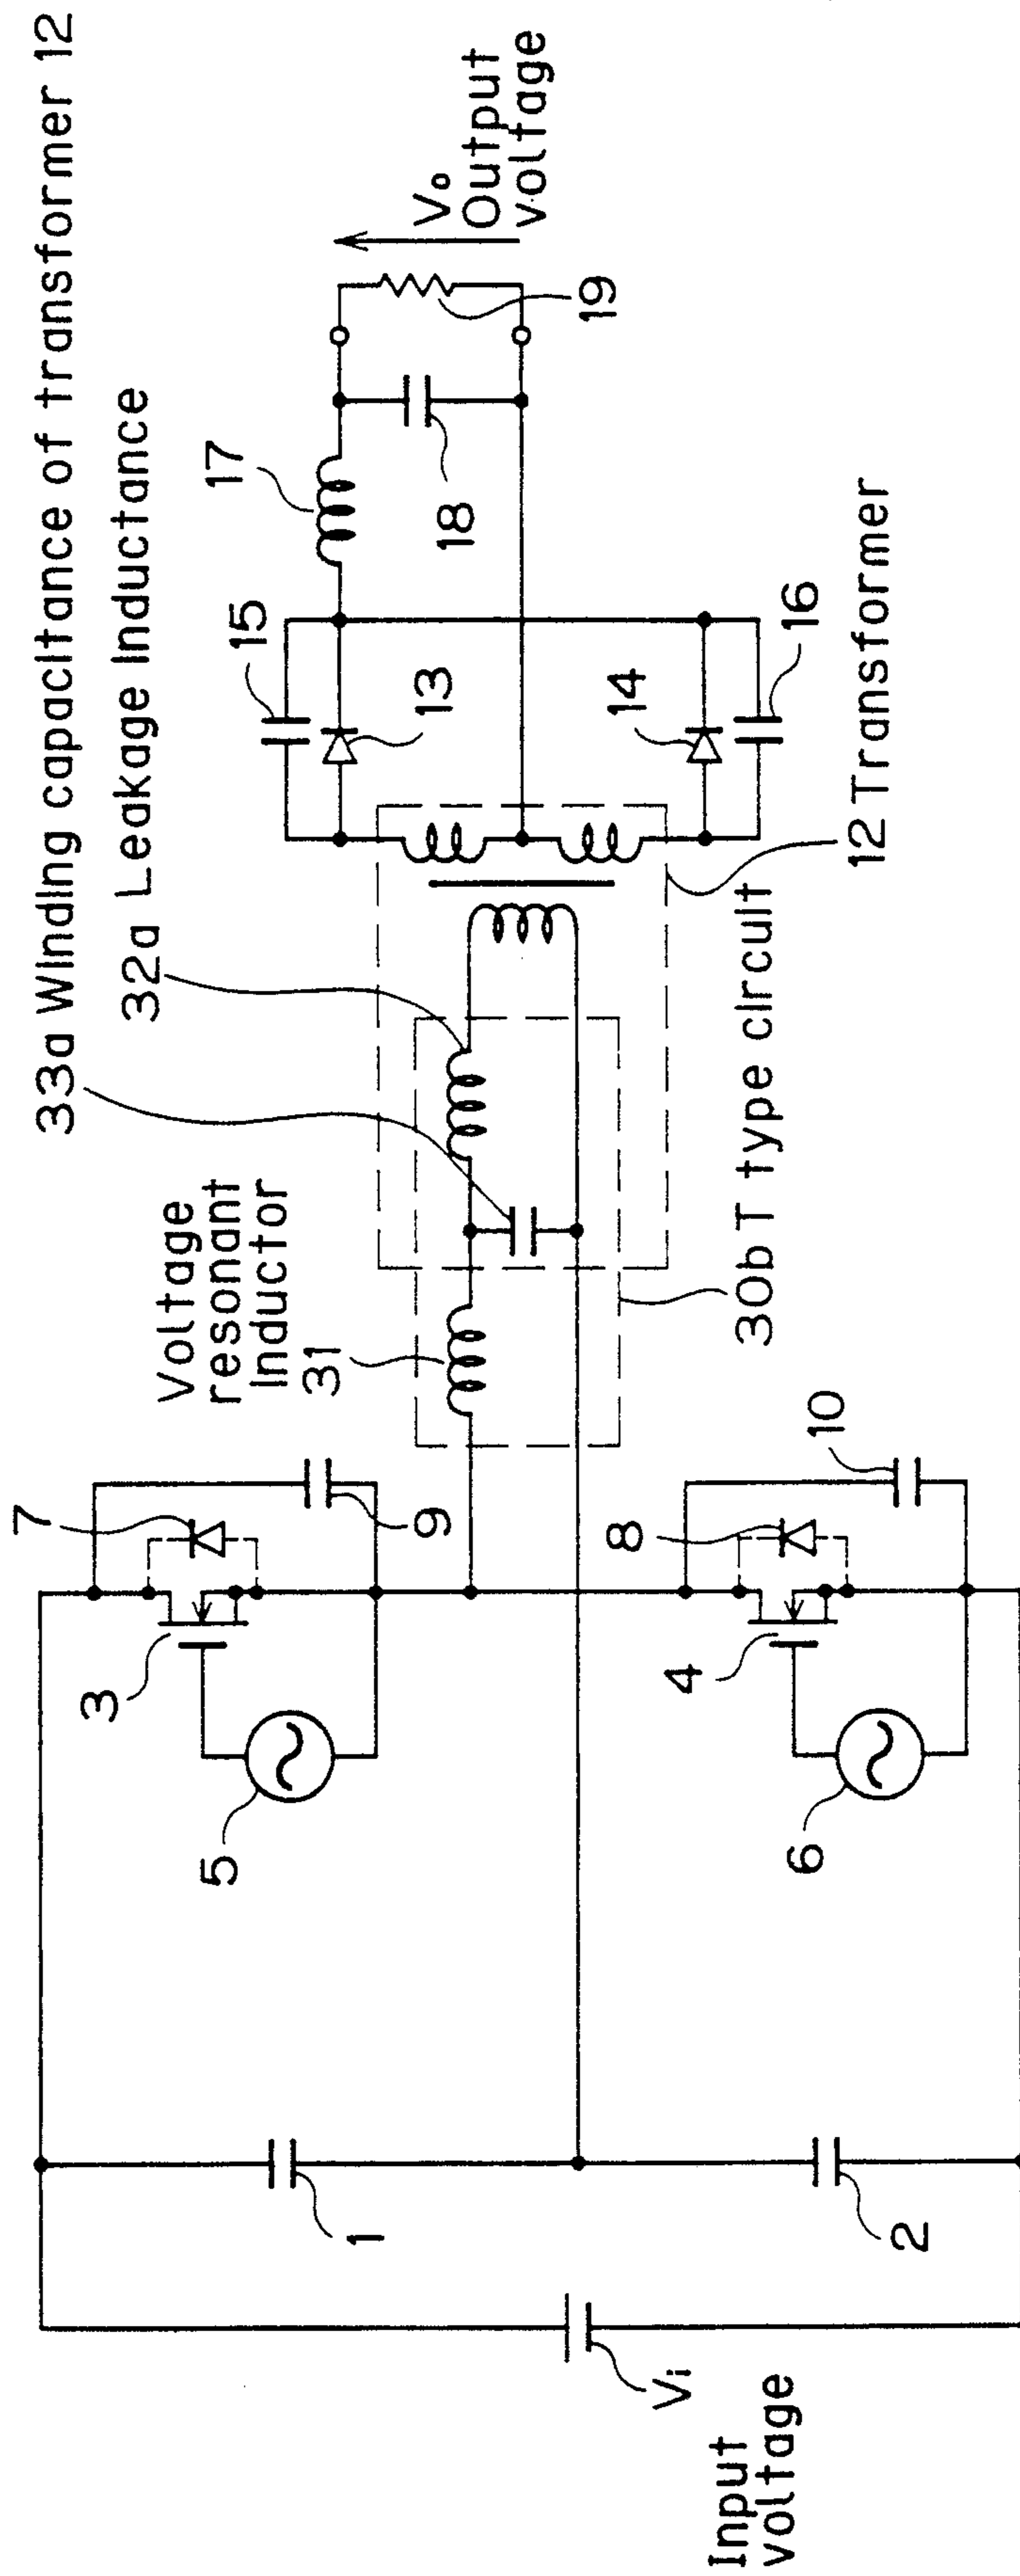 33a Winding capacitance of transformer 12
32a Leakage Inductance
Voltage
resonant
Inductor
31
17
15
13
18
19
Vo
Output
voltage
14
16
12 Transformer
30b T type circuit
7
9
3
5
8
10
4
6
1
2
Vi
Input
voltage